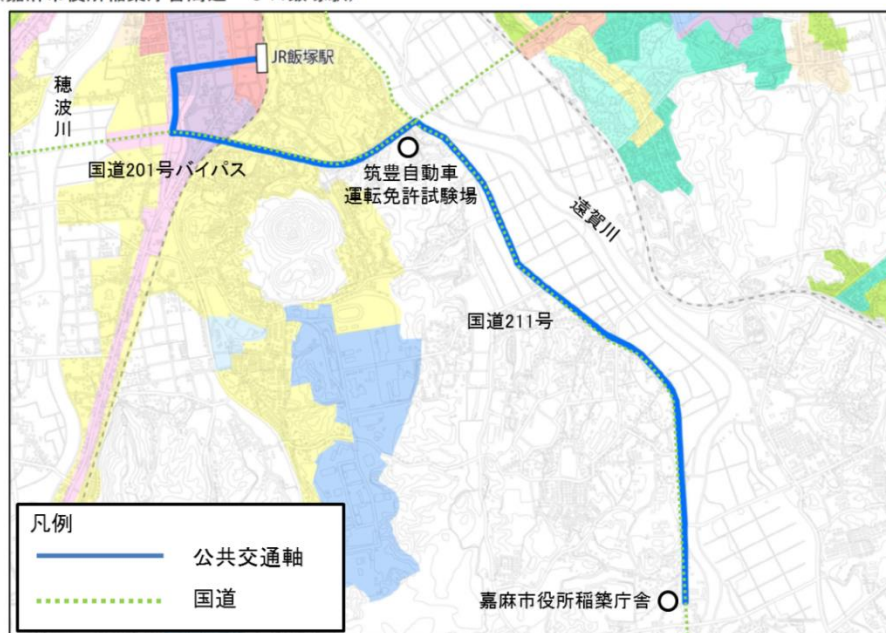 JR飯塚駅
穂波川
国道201号バイパス
筑豊自動車
運転免許試験場
遠賀川
国道211号
凡例
公共交通軸
国道
嘉麻市役所稲築庁舎